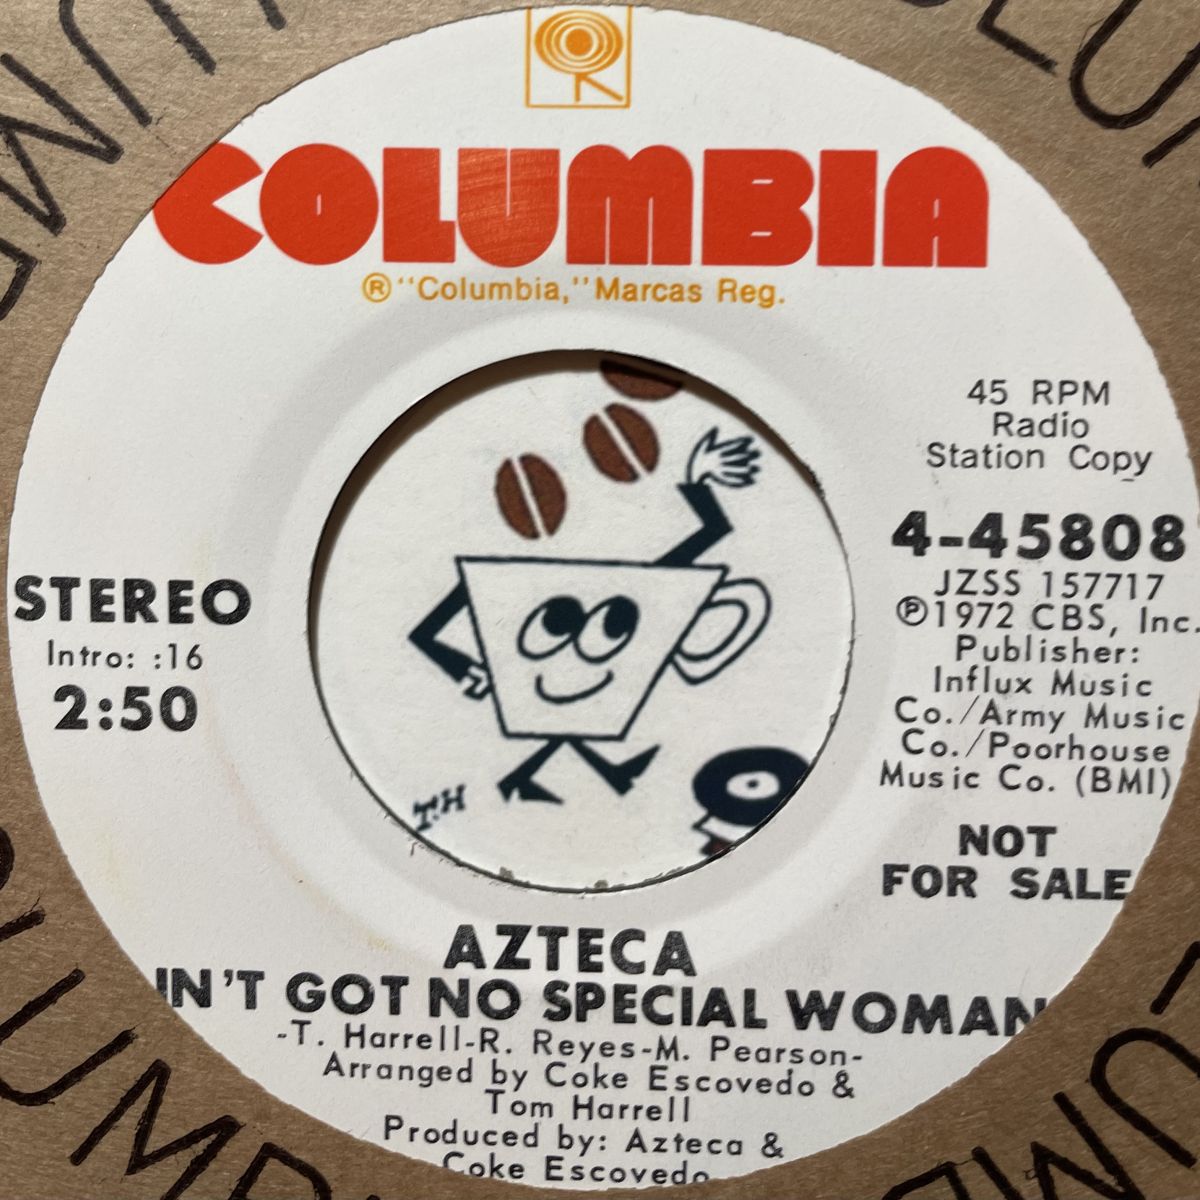 COLUMBIA
®"Columbia," Marcas Reg.
45 RPM
Radio
Station Copy
4-45808
JZSS 157717
℗1972 CBS, Inc.
Publisher:
Influx Music
Co./Army Music
Co./Poorhouse
Music Co. (BMI)
NOT
FOR SALE
STEREO
Intro: :16
2:50
T.H
AZTECA
IN'T GOT NO SPECIAL WOMAN
-T. Harrell-R. Reyes-M. Pearson-
Arranged by Coke Escovedo &
Tom Harrell
Produced by: Azteca &
Coke Escovedo